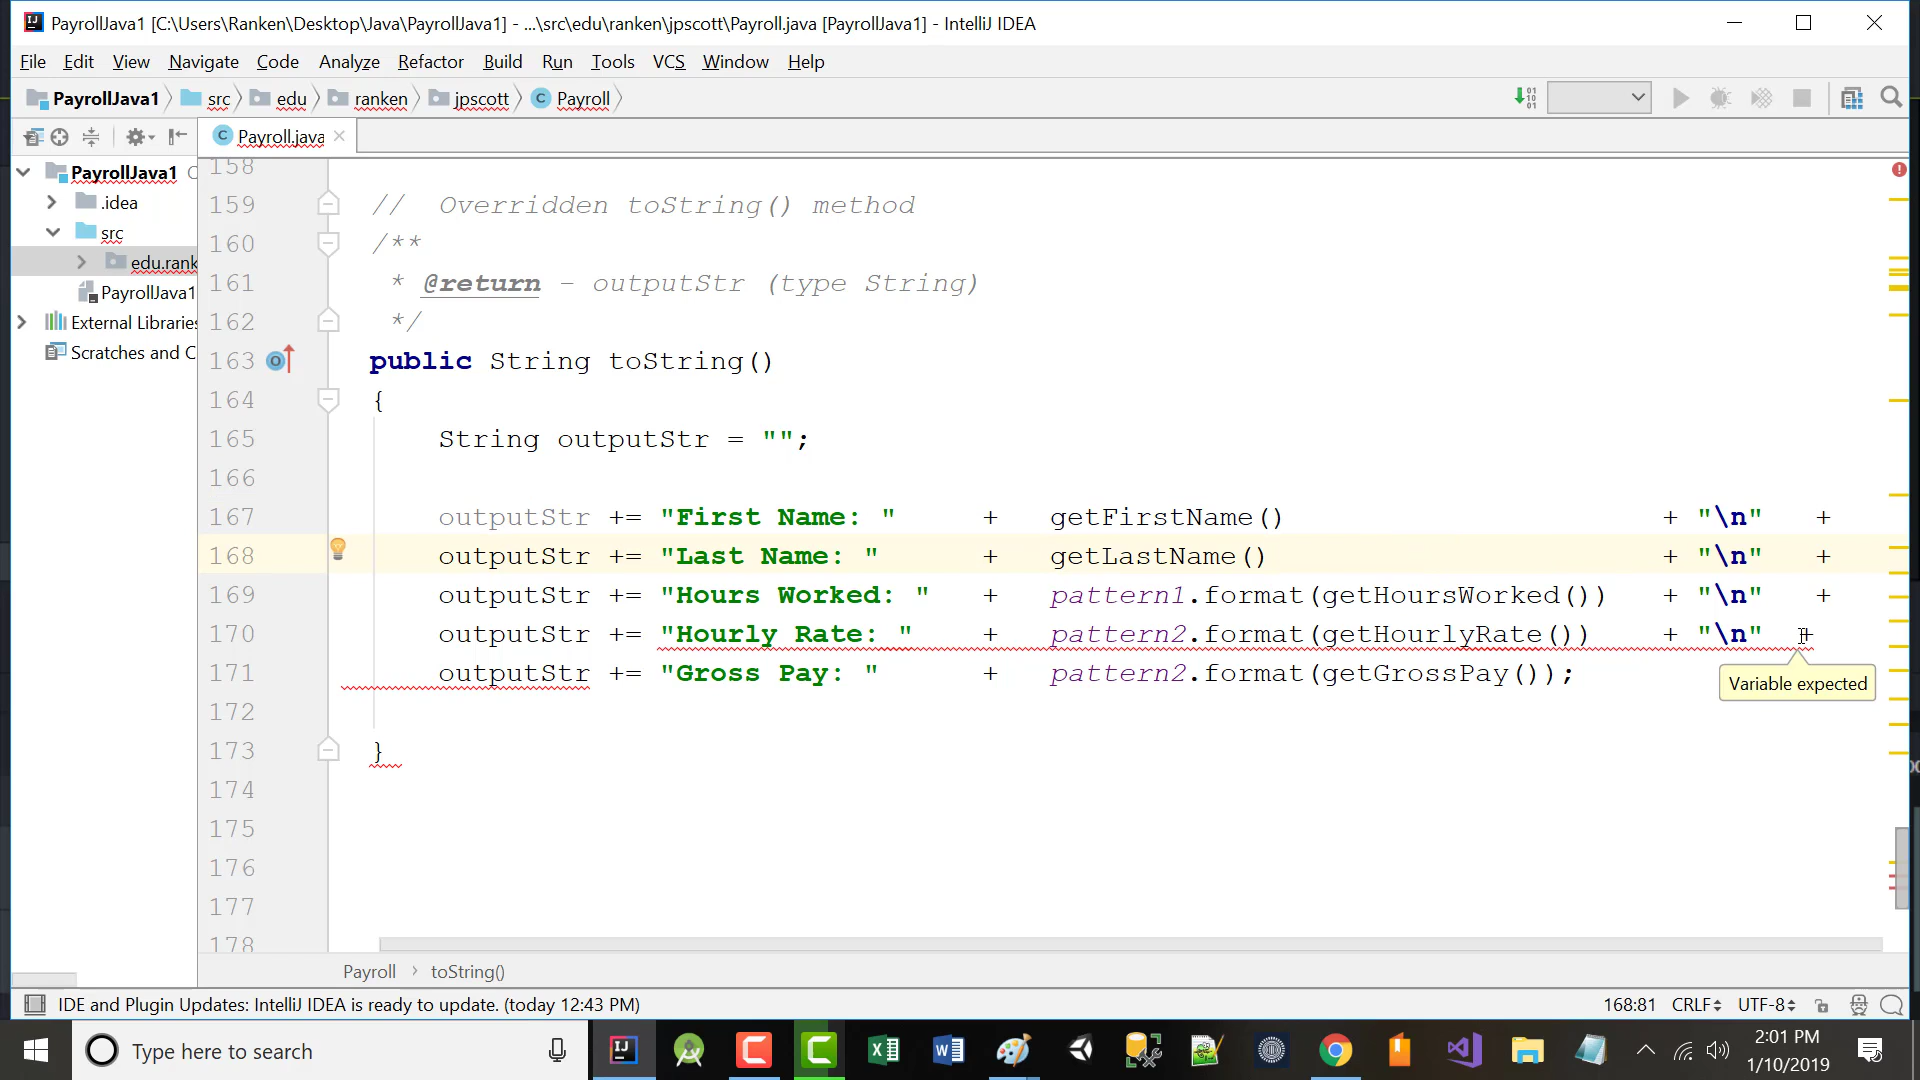 PayrollJava1 [C:\Users\Ranken\Desktop\Java\PayrollJava1] - ...\src\edu\ranken\jpscott\Payroll.java [PayrollJava1] - IntelliJ IDEA
File Edit View Navigate Code Analyze Refactor Build Run Tools VCS Window Help
PayrollJava1 src edu ranken jpscott C Payroll
C Payroll.java
PayrollJava1 C
.idea
src
edu.rank
PayrollJava1
External Libraries
Scratches and C
158
159 // Overridden toString() method
160 /**
161 * @return - outputStr (type String)
162 */
163 public String toString()
164 {
165 String outputStr = "";
166
167 outputStr += "First Name: " + getFirstName() + "\n" +
168 outputStr += "Last Name: " + getLastName() + "\n" +
169 outputStr += "Hours Worked: " + pattern1.format(getHoursWorked()) + "\n" +
170 outputStr += "Hourly Rate: " + pattern2.format(getHourlyRate()) + "\n" +
171 outputStr += "Gross Pay: " + pattern2.format(getGrossPay());
Variable expected
172
173 }
174
175
176
177
178
Payroll › toString()
IDE and Plugin Updates: IntelliJ IDEA is ready to update. (today 12:43 PM) 168:81 CRLF UTF-8
Type here to search
2:01 PM
1/10/2019